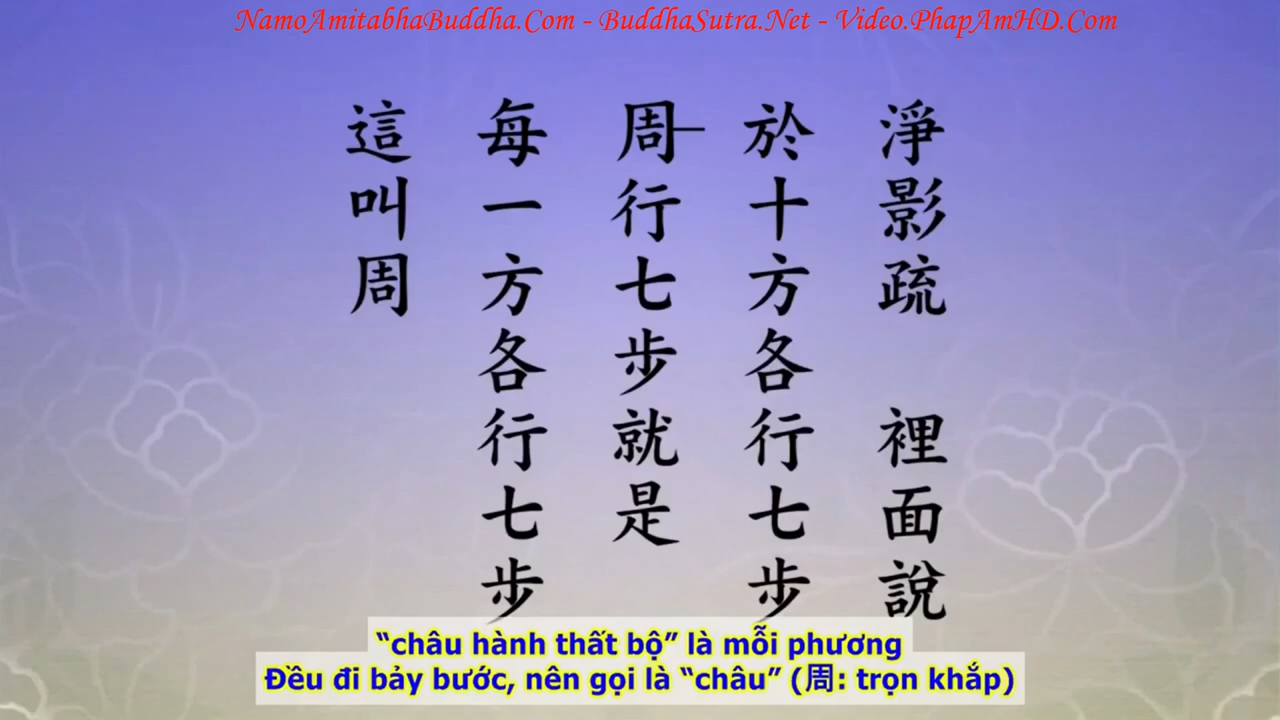 NamoAmitabhaBuddha.Com - BuddhaSutra.Net - Video.PhapAmHD.Com
淨影疏 裡面說
於十方各行七步
周行七步就是
每一方各行七步
這叫周
“châu hành thất bộ” là mỗi phương
Đều đi bảy bước, nên gọi là “châu” (周: trọn khắp)